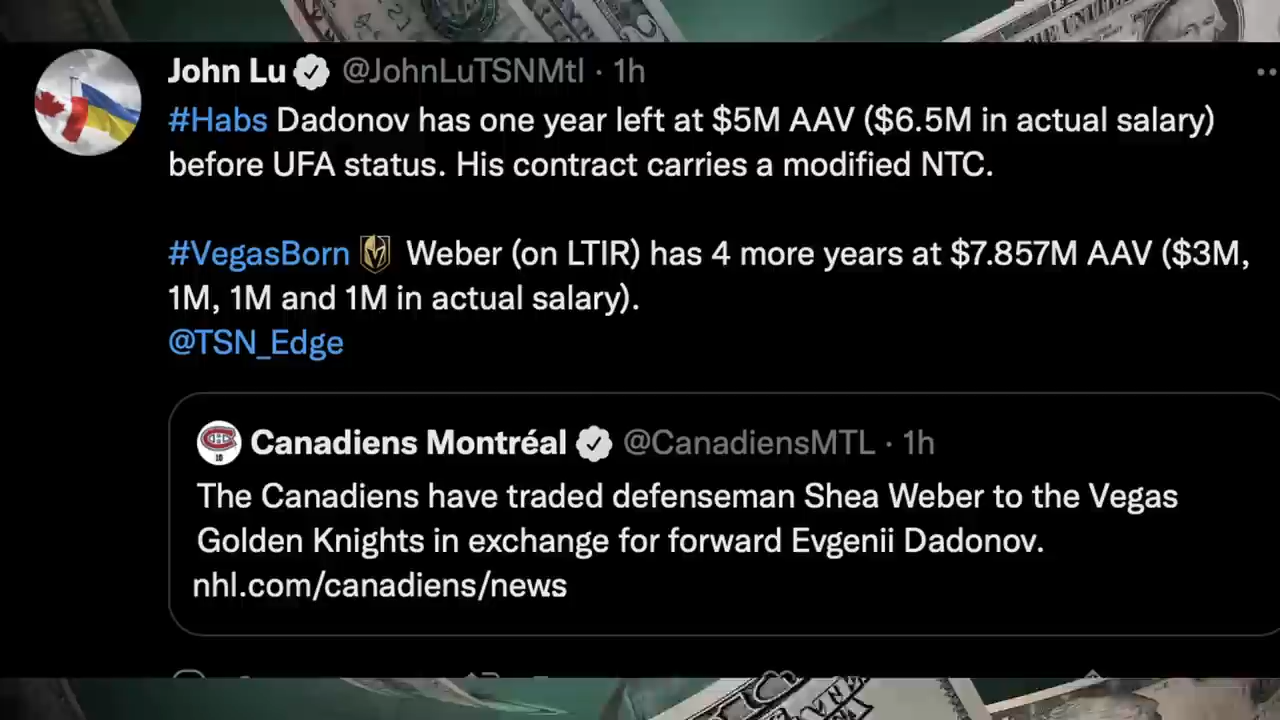 John Lu @JohnLuTSNMtl · 1h
#Habs Dadonov has one year left at $5M AAV ($6.5M in actual salary)
before UFA status. His contract carries a modified NTC.
#VegasBorn Weber (on LTIR) has 4 more years at $7.857M AAV ($3M,
1M, 1M and 1M in actual salary).
@TSN_Edge
Canadiens Montréal @CanadiensMTL · 1h
The Canadiens have traded defenseman Shea Weber to the Vegas
Golden Knights in exchange for forward Evgenii Dadonov.
nhl.com/canadiens/news